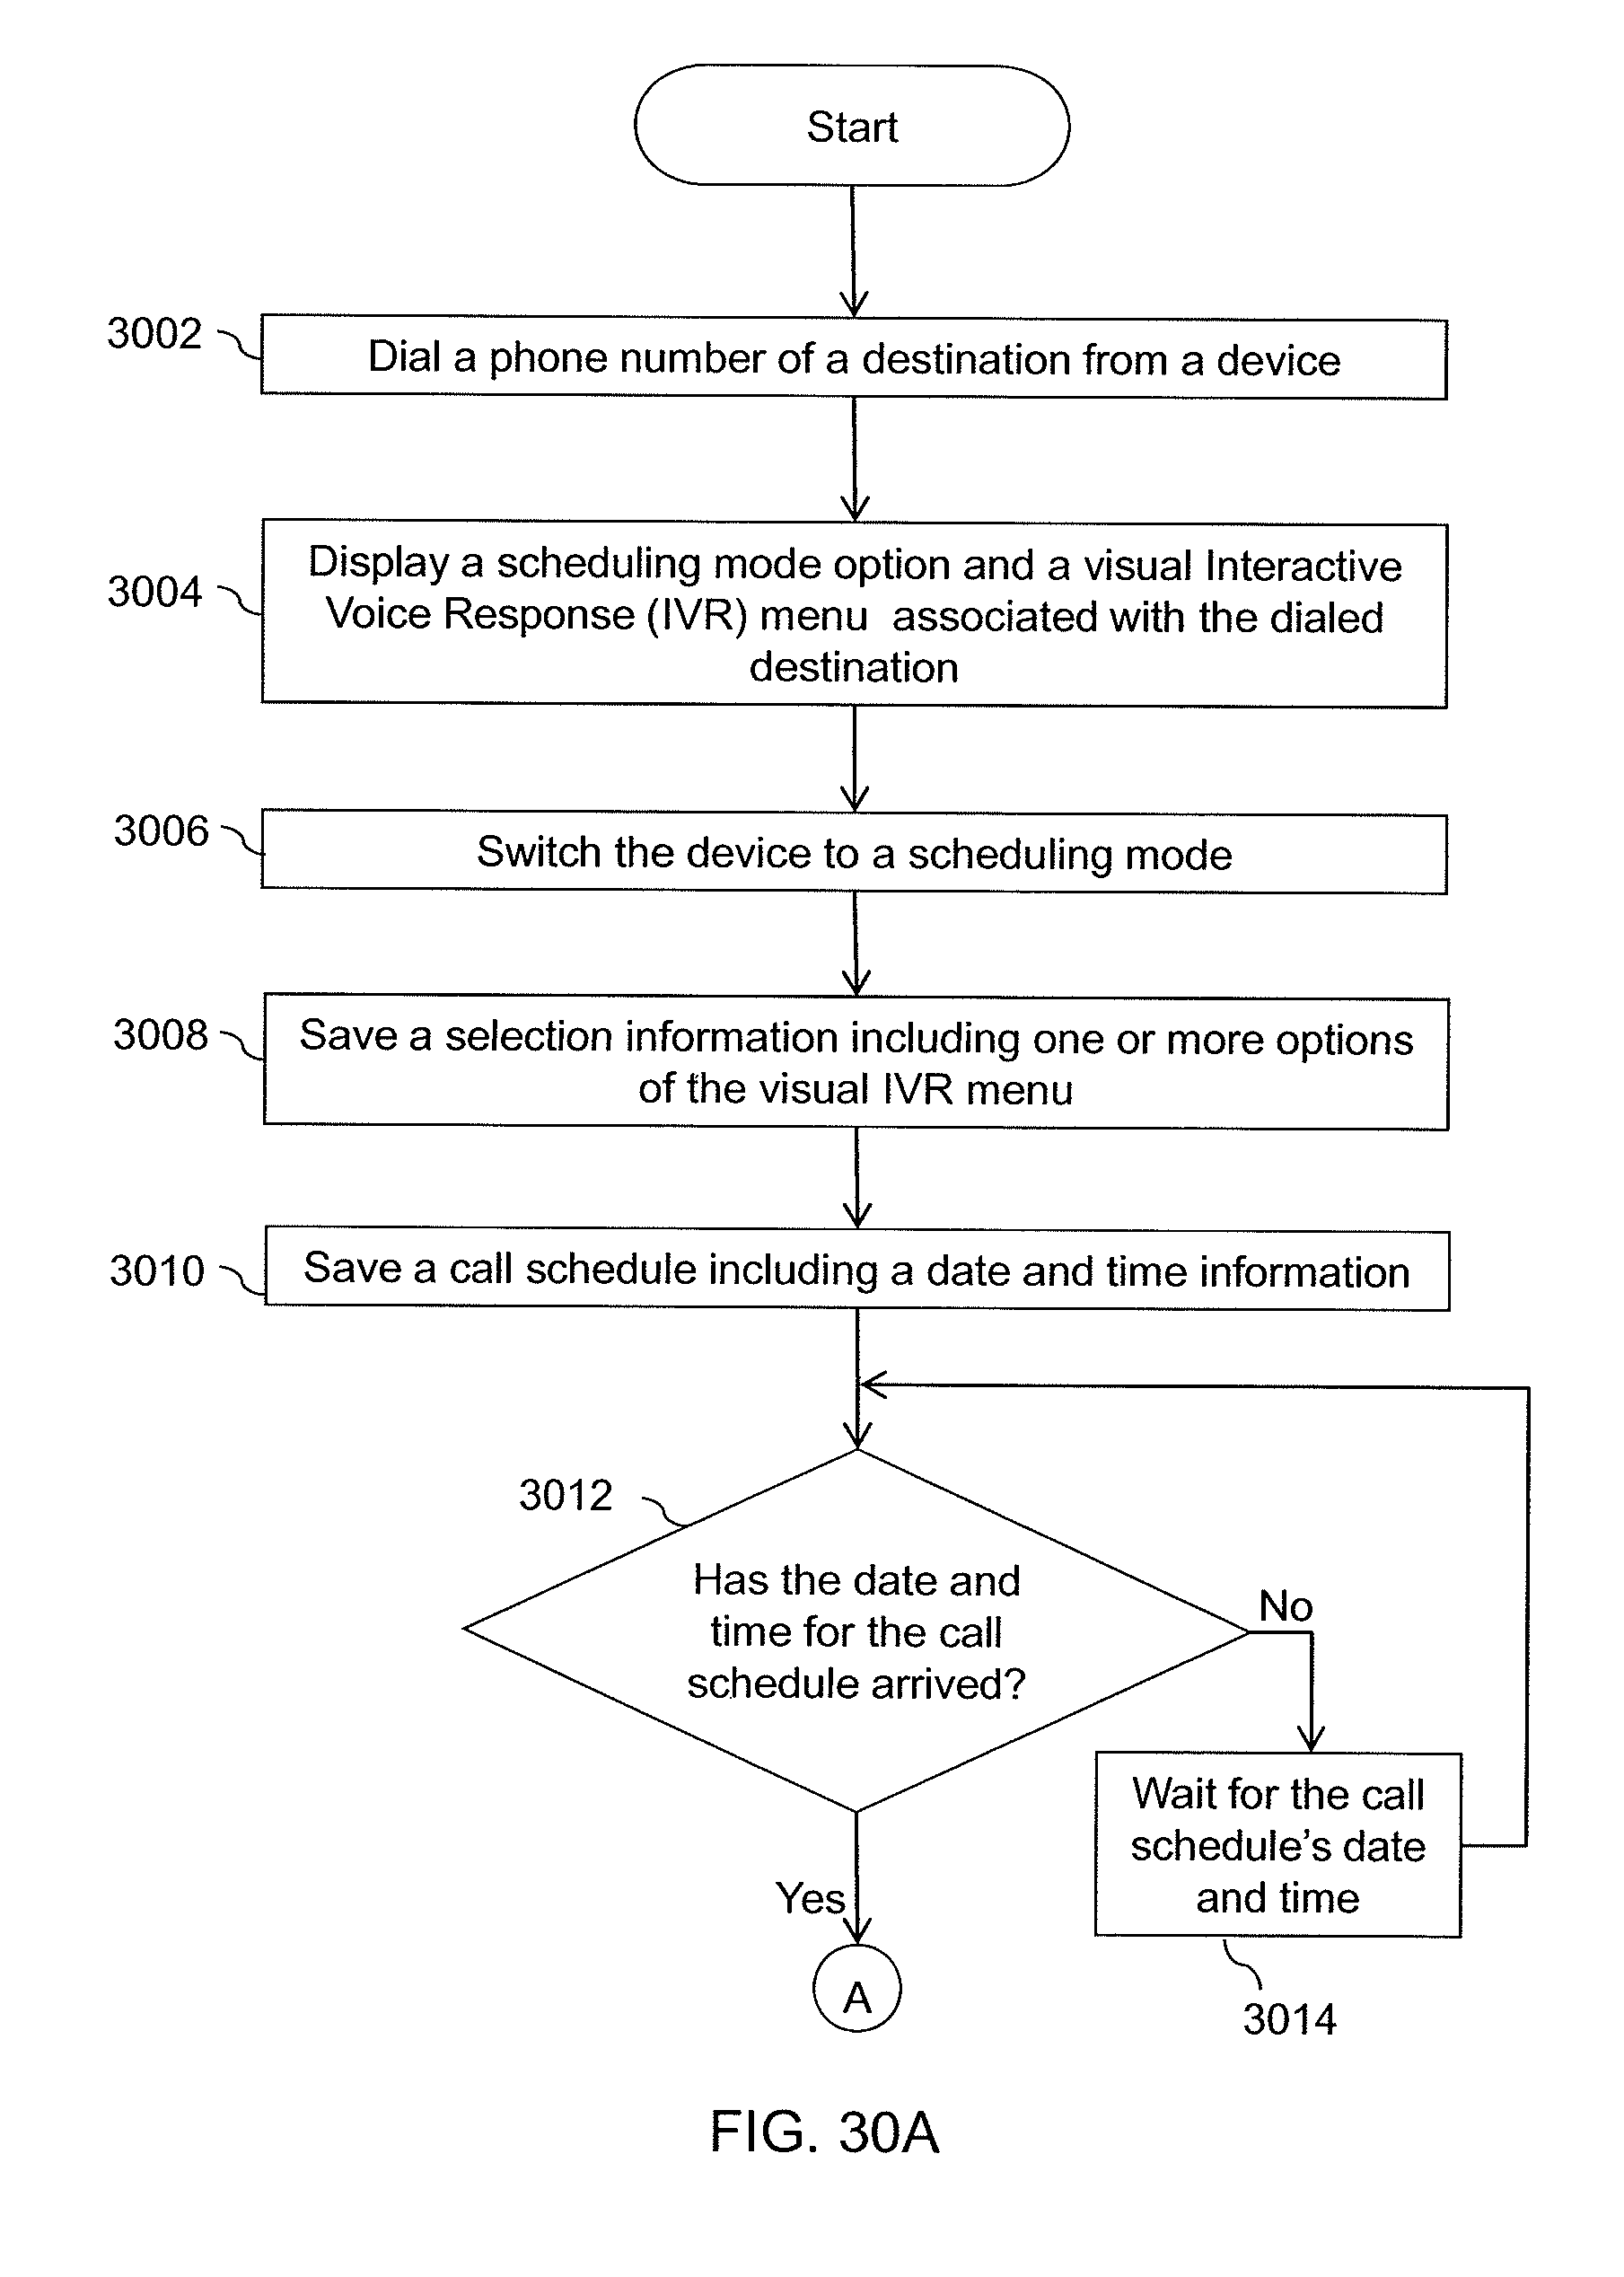 Start
3002
Dial a phone number of a destination from a device
3004
Display a scheduling mode option and a visual Interactive
Voice Response (IVR) menu associated with the dialed
destination
3006
Switch the device to a scheduling mode
3008
Save a selection information including one or more options
of the visual IVR menu
3010
Save a call schedule including a date and time information
3012
Has the date and
time for the call
schedule arrived?
No
Wait for the call
schedule’s date
and time
Yes
A
3014
FIG. 30A